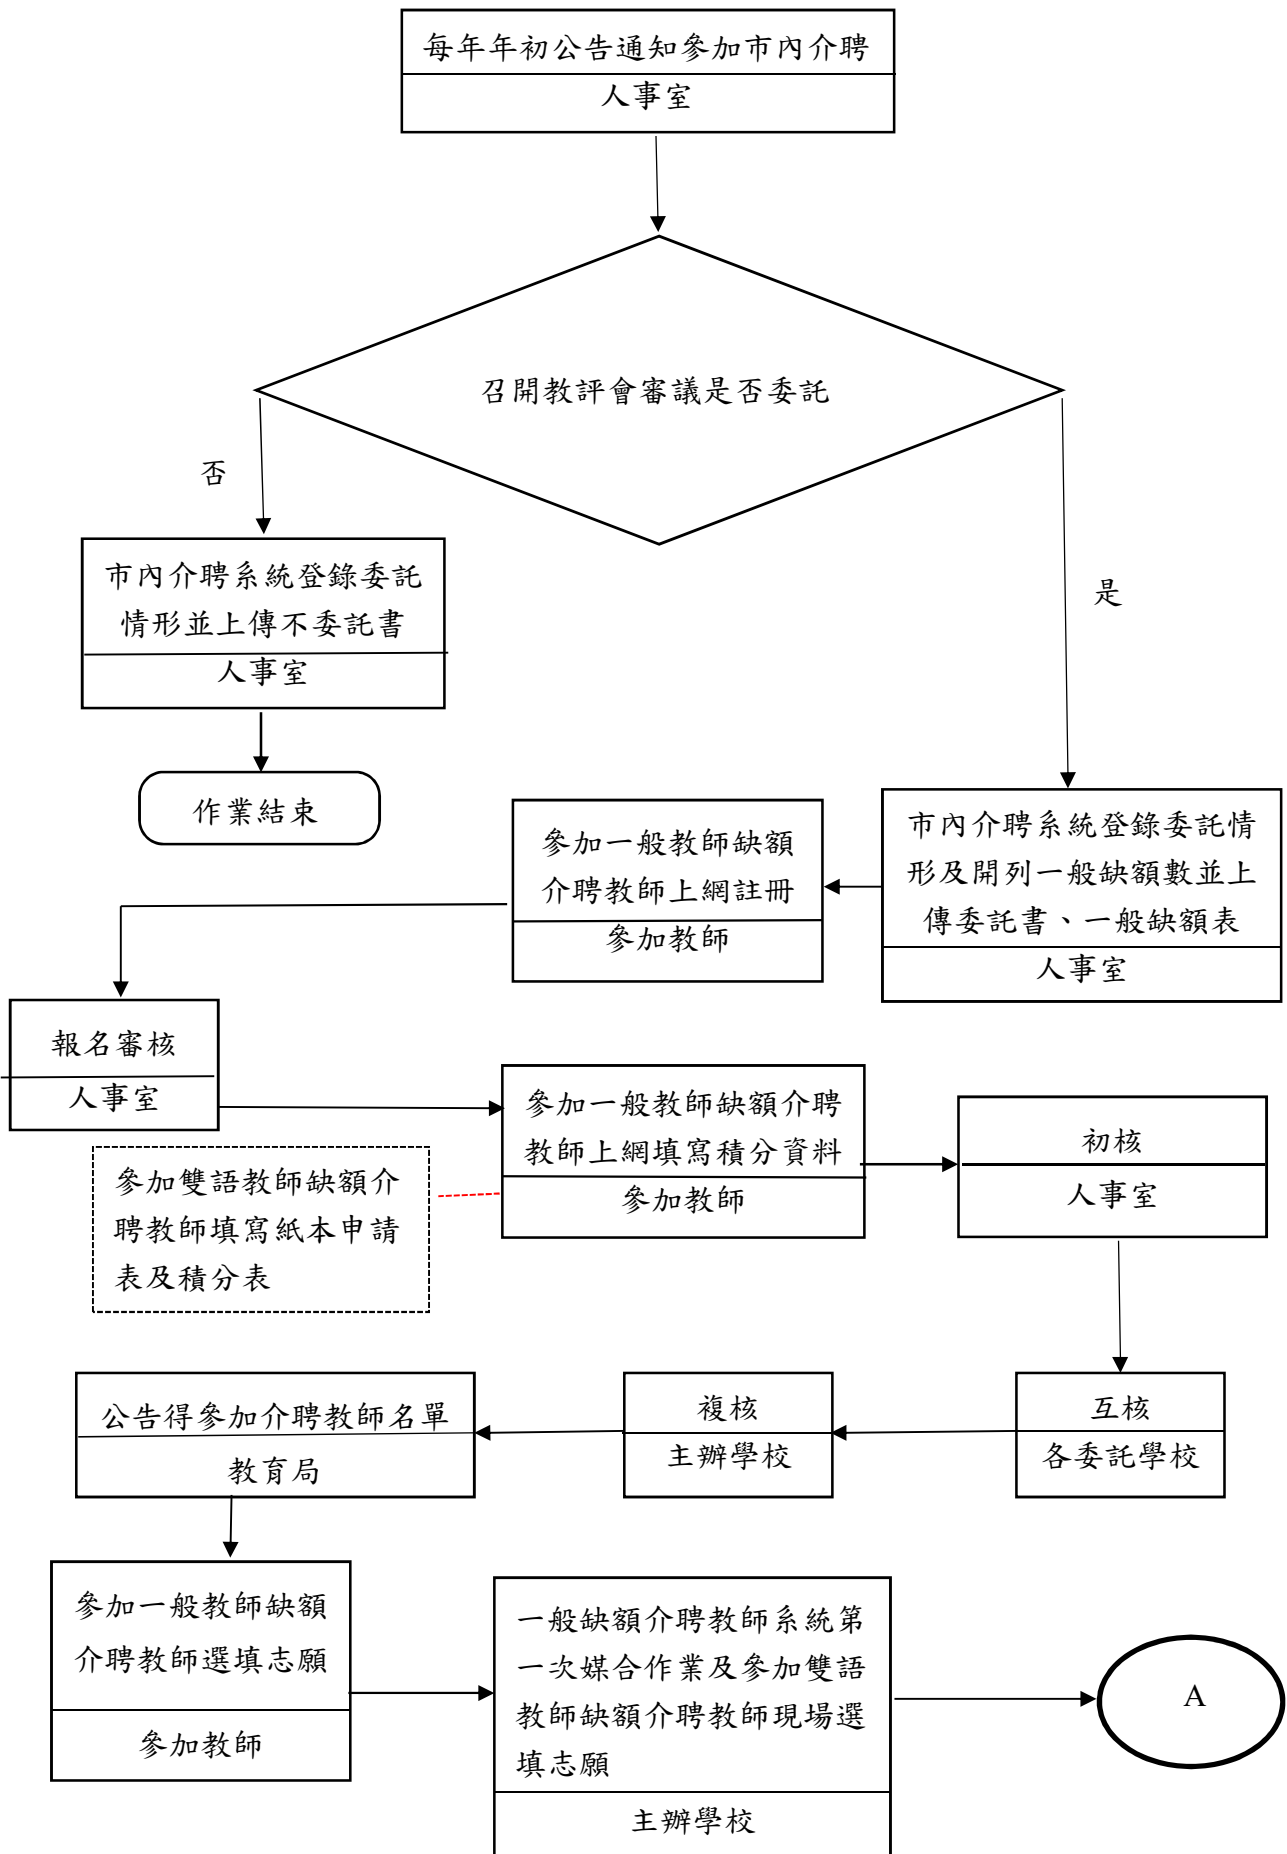 每年年初公告通知參加市內介聘
人事室
召開教評會審議是否委託
否
是
市內介聘系統登錄委託
情形並上傳不委託書
人事室
作業結束
市內介聘系統登錄委託情
形及開列一般缺額數並上
傳委託書、一般缺額表
人事室
參加一般教師缺額
介聘教師上網註冊
參加教師
報名審核
人事室
參加一般教師缺額介聘
教師上網填寫積分資料
參加教師
參加雙語教師缺額介
聘教師填寫紙本申請
表及積分表
初核
人事室
互核
各委託學校
複核
主辦學校
公告得參加介聘教師名單
教育局
參加一般教師缺額
介聘教師選填志願
參加教師
一般缺額介聘教師系統第
一次媒合作業及參加雙語
教師缺額介聘教師現場選
填志願
主辦學校
A